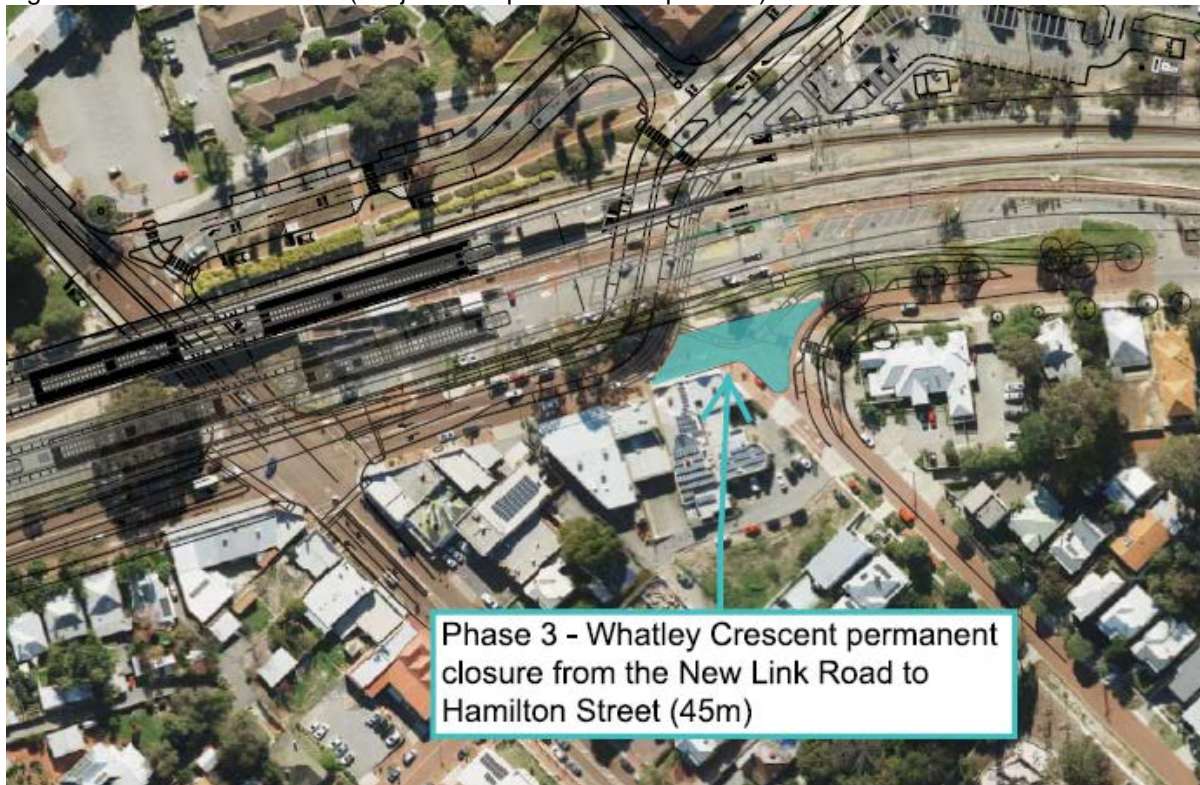 Phase 3 - Whatley Crescent permanent
closure from the New Link Road to
Hamilton Street (45m)